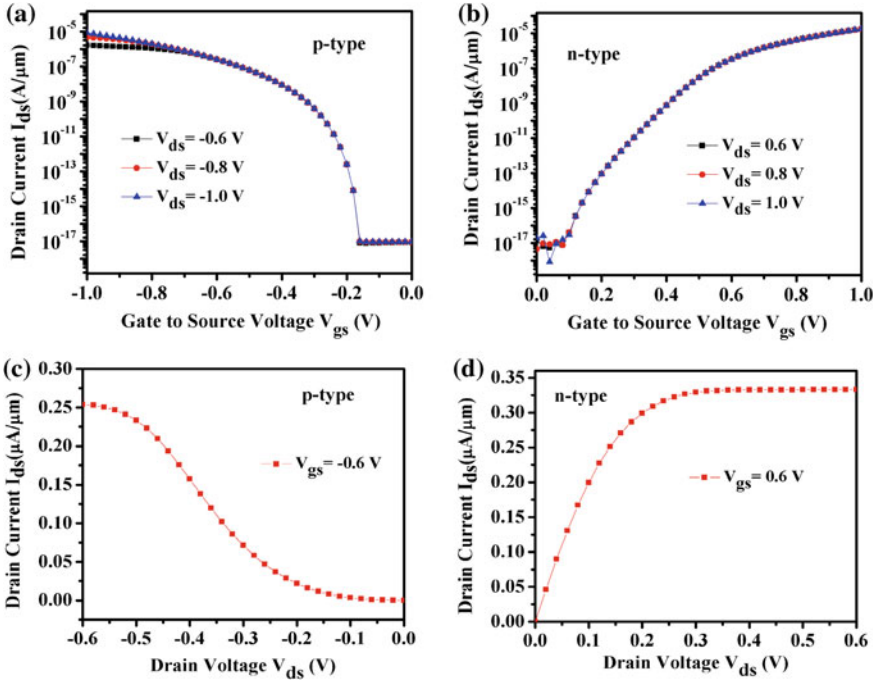 (a)
Drain Current I_ds(A/μm)
10^-5
10^-7
10^-9
10^-11
10^-13
10^-15
10^-17
p-type
V_ds= -0.6 V
V_ds= -0.8 V
V_ds= -1.0 V
-1.0 -0.8 -0.6 -0.4 -0.2 0.0
Gate to Source Voltage V_gs (V)
(b)
Drain Current I_ds(A/μm)
10^-5
10^-7
10^-9
10^-11
10^-13
10^-15
10^-17
n-type
V_ds= 0.6 V
V_ds= 0.8 V
V_ds= 1.0 V
0.0 0.2 0.4 0.6 0.8 1.0
Gate to Source Voltage V_gs (V)
(c)
Drain Current I_ds(μA/μm)
0.30
0.25
0.20
0.15
0.10
0.05
0.00
p-type
V_gs= -0.6 V
-0.6 -0.5 -0.4 -0.3 -0.2 -0.1 0.0
Drain Voltage V_ds (V)
(d)
Drain Current I_ds(μA/μm)
0.35
0.30
0.25
0.20
0.15
0.10
0.05
0.00
n-type
V_gs= 0.6 V
0.0 0.1 0.2 0.3 0.4 0.5 0.6
Drain Voltage V_ds (V)